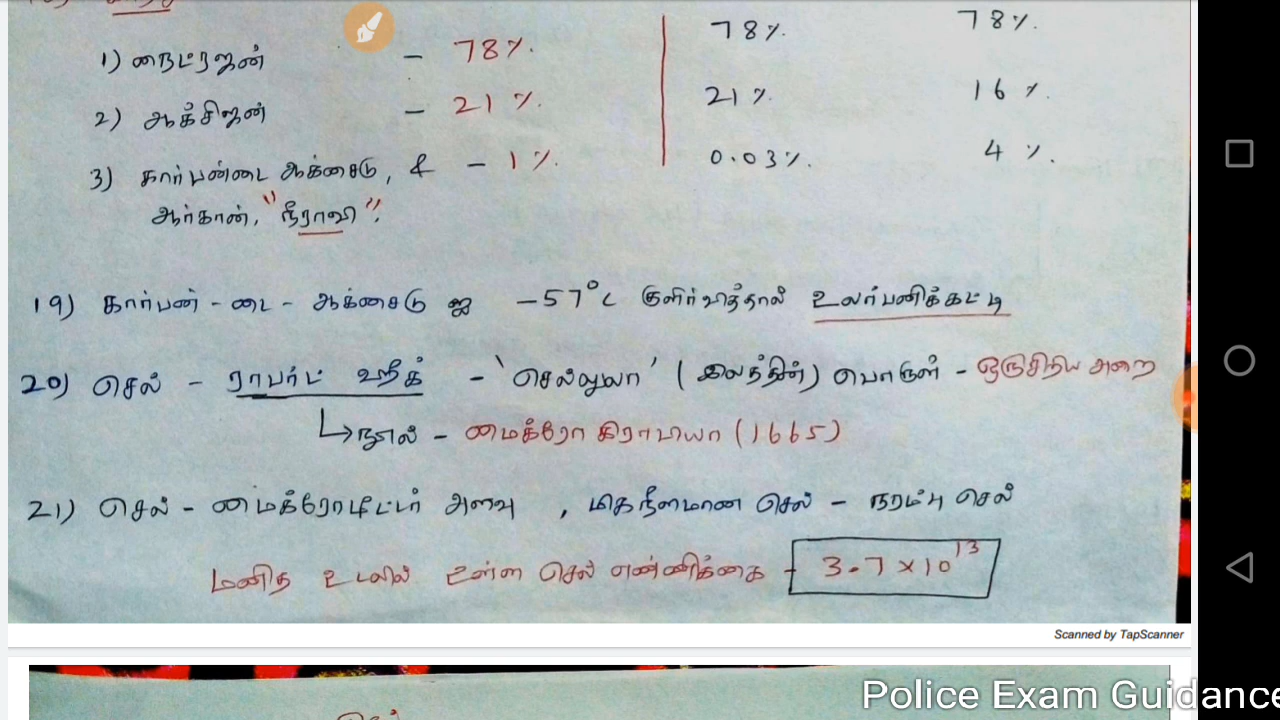 1) நைட்ரஜன் – 78% 78% 78%
2) ஆக்சிஜன் – 21% 21% 16%
3) கார்பன்டை ஆக்சைடு, & – 1% 0.03% 4%
ஆர்கான், "நீராவி".
19) கார்பன் - டை - ஆக்சைடு ஐ –57°c குளிர்வித்தால் உலர்பனிக்கட்டி
20) செல் – ராபர்ட் ஹீக் – 'செல்லுலா' (இலத்தின்) பொருள் – ஒருசிறிய அறை
↳ நூல் – மைக்ரோ கிராபியா (1665)
21) செல் – மைக்ரோமீட்டர் அளவு , மிகநீளமான செல் – நரம்பு செல்
மனித உடலில் உள்ள செல் எண்ணிக்கை – 3.7 × 10¹³
Scanned by TapScanner
Police Exam Guidance